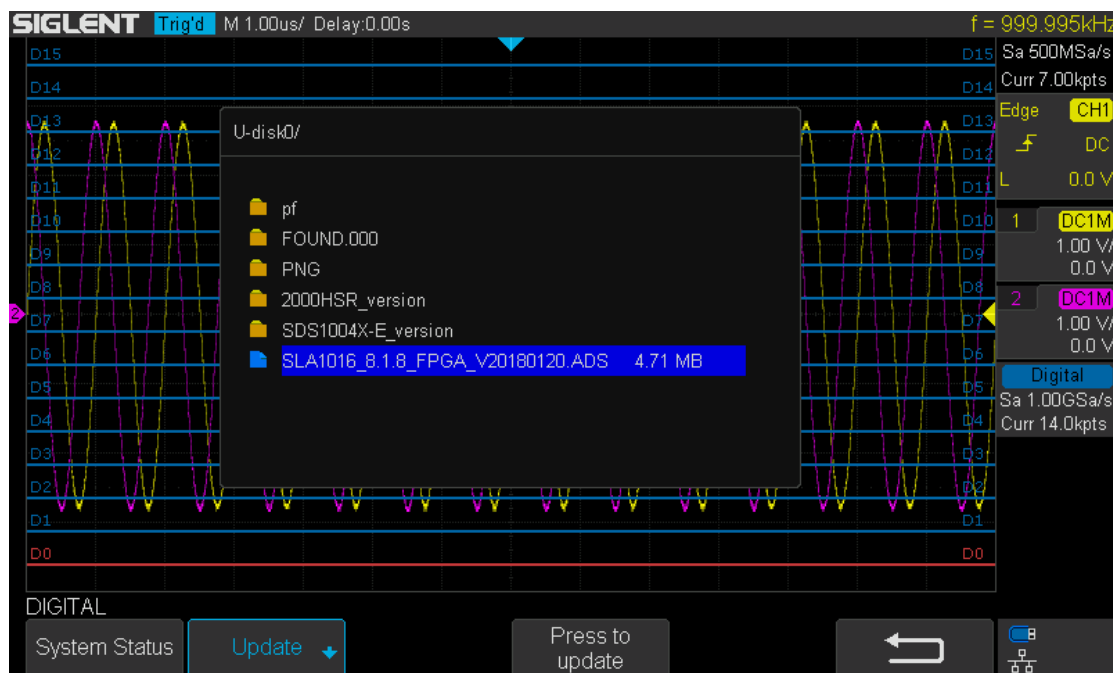 SIGLENT Trig'd M 1.00us/ Delay:0.00s f = 999.995kHz
Sa 500MSa/s
Curr 7.00kpts
Edge CH1
DC
L 0.0 V
1 DC1M
1.00 V/
0.0 V
2 DC1M
1.00 V/
0.0 V
Digital
Sa 1.00GSa/s
Curr 14.0kpts
D15 D15
D14 D14
D13 D13
D12 D12
D11 D11
D10 D10
D9 D9
D8 D8
2
D7 D7
D6 D6
D5 D5
D4 D4
D3 D3
D2 D2
D1 D1
D0 D0
U-disk0/
pf
FOUND.000
PNG
2000HSR_version
SDS1004X-E_version
SLA1016_8.1.8_FPGA_V20180120.ADS 4.71 MB
DIGITAL
System Status
Update
Press to
update